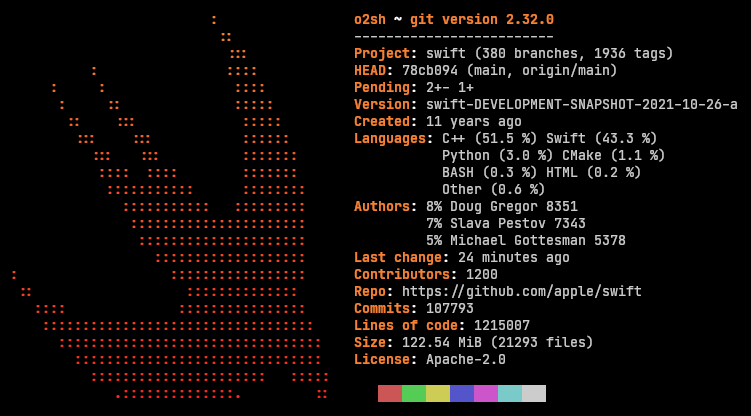 o2sh ~ git version 2.32.0
-------------------------
Project: swift (380 branches, 1936 tags)
HEAD: 78cb094 (main, origin/main)
Pending: 2+- 1+
Version: swift-DEVELOPMENT-SNAPSHOT-2021-10-26-a
Created: 11 years ago
Languages: C++ (51.5 %) Swift (43.3 %)
Python (3.0 %) CMake (1.1 %)
BASH (0.3 %) HTML (0.2 %)
Other (0.6 %)
Authors: 8% Doug Gregor 8351
7% Slava Pestov 7343
5% Michael Gottesman 5378
Last change: 24 minutes ago
Contributors: 1200
Repo: https://github.com/apple/swift
Commits: 107793
Lines of code: 1215007
Size: 122.54 MiB (21293 files)
License: Apache-2.0